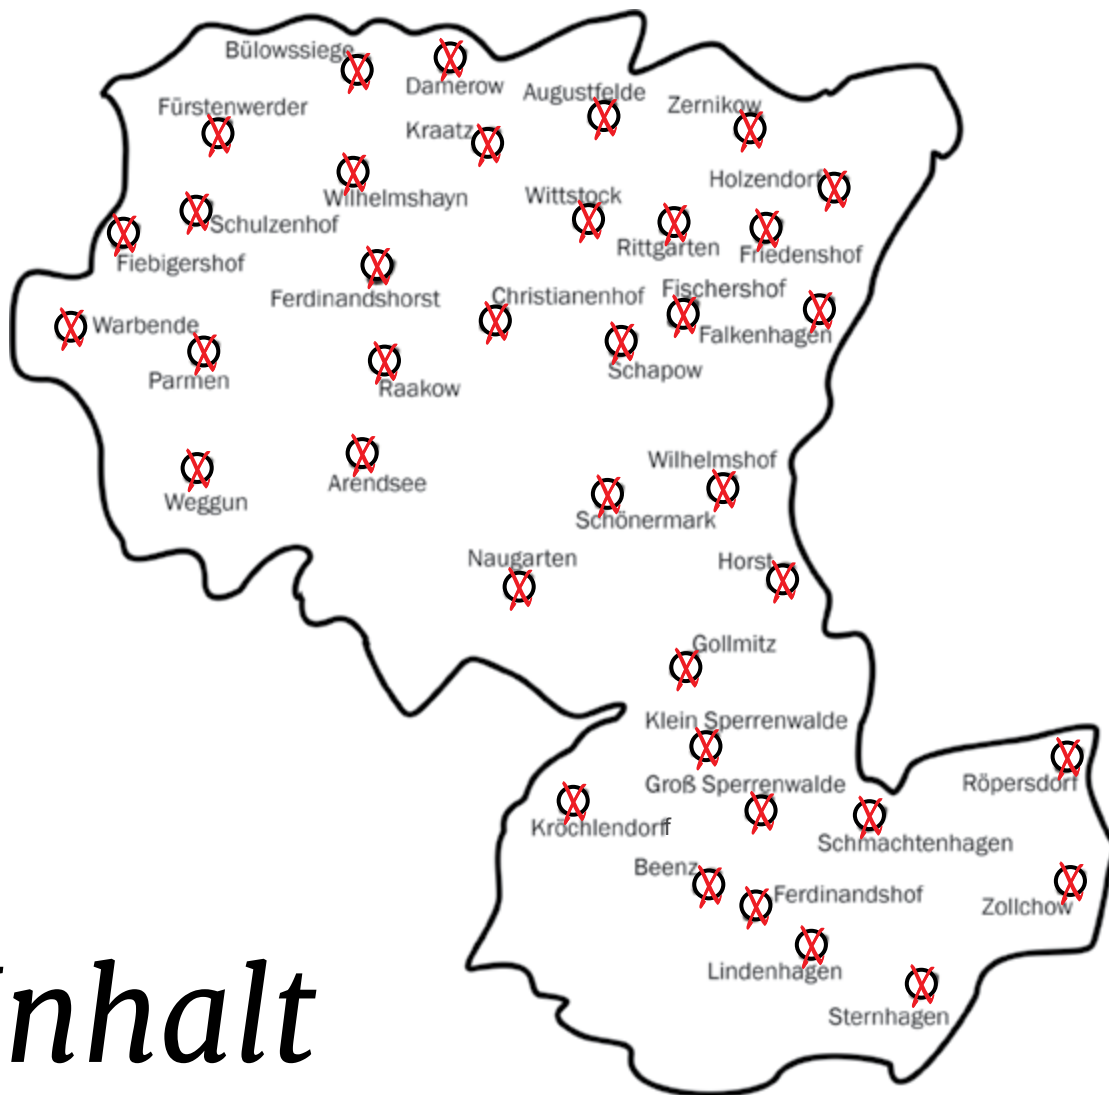 Bülowssiege
Damerow
Augustfelde
Fürstenwerder
Zernikow
Kraatz
Holzendorf
Wilhelmshayn
Wittstock
Schulzenhof
Rittgarten
Friedenshof
Fiebigershof
Ferdinandshorst
Christianenhof
Fischershof
Warbende
Falkenhagen
Parmen
Schapow
Raakow
Wilhelmshof
Arendsee
Weggun
Schönermark
Naugarten
Horst
Gollmitz
Klein Sperrenwalde
Groß Sperrenwalde
Röpersdorf
Kröchlendorff
Schmachtenhagen
Beenz
Ferdinandshof
Zollchow
Lindenhagen
Sternhagen
Inhalt